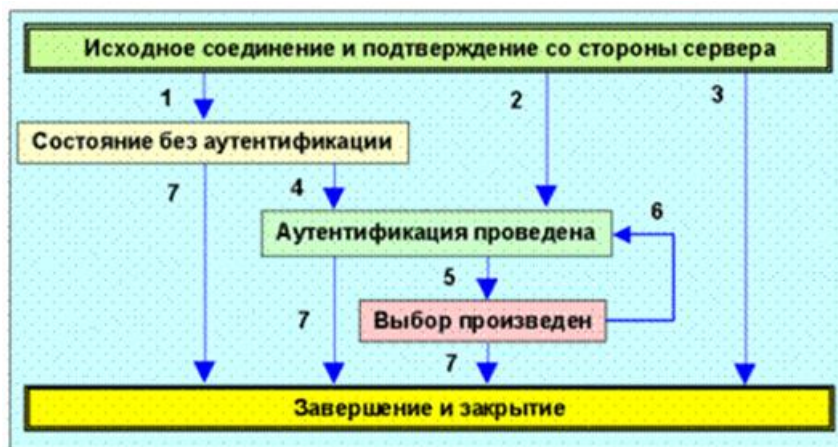 Исходное соединение и подтверждение со стороны сервера
1
2
3
Состояние без аутентификации
7
4
6
Аутентификация проведена
5
7
Выбор произведен
7
Завершение и закрытие